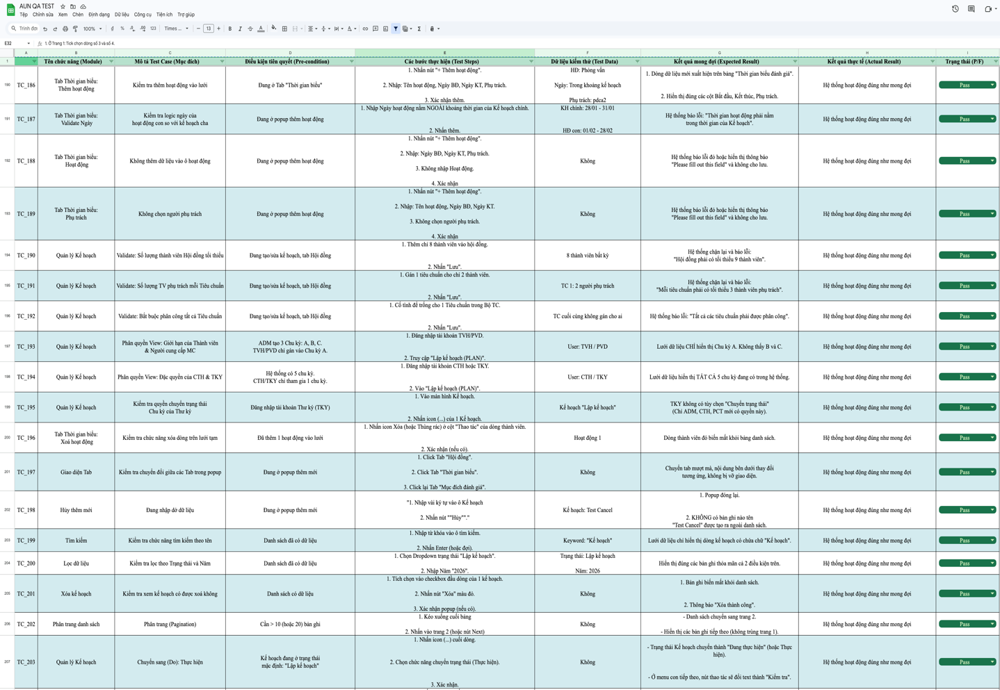 AUN QA TEST
Tệp Chỉnh sửa Xem Chèn Định dạng Dữ liệu Công cụ Tiện ích Trợ giúp
Trình đơn 100% 123 Times ... 13 B I A
E32 1. Ở Trang 1: Tick chọn dòng số 3 và số 4.
A B C D E F G H I
1 Tên chức năng (Module) Mô tả Test Case (Mục đích) Điều kiện tiên quyết (Pre-condition) Các bước thực hiện (Test Steps) Dữ liệu kiểm thử (Test Data) Kết quả mong đợi (Expected Result) Kết quả thực tế (Actual Result) Trạng thái (P/F)
190 TC_186
Tab Thời gian biểu:
Thêm hoạt động
Kiểm tra thêm hoạt động vào lưới
Đang ở Tab "Thời gian biểu"
1. Nhấn nút "+ Thêm hoạt động".
2. Nhập: Tên hoạt động, Ngày BĐ, Ngày KT, Phụ trách.
3. Xác nhận thêm.
HĐ: Phỏng vấn
Ngày: Trong khoảng kế hoạch
Phụ trách: pdca2
1. Dòng dữ liệu mới xuất hiện trên bảng "Thời gian biểu đánh giá".
2. Hiển thị đúng các cột Bắt đầu, Kết thúc, Phụ trách.
Hệ thống hoạt động đúng như mong đợi
Pass
191 TC_187
Tab Thời gian biểu:
Validate Ngày
Kiểm tra logic ngày của
hoạt động con so với kế hoạch cha
Đang ở popup thêm hoạt động
1. Nhập Ngày hoạt động nằm NGOÀI khoảng thời gian của Kế hoạch chính.
2. Nhấn thêm.
KH chính: 28/01 - 31/01
HĐ con: 01/02 - 28/02
Hệ thống báo lỗi: "Thời gian hoạt động phải nằm
trong thời gian của Kế hoạch".
Hệ thống hoạt động đúng như mong đợi
Pass
192 TC_188
Tab Thời gian biểu:
Hoạt động
Không thêm dữ liệu vào ô hoạt động
Đang ở popup thêm hoạt động
1. Nhấn nút "+ Thêm hoạt động".
2. Nhập: Ngày BĐ, Ngày KT, Phụ trách.
3. Không nhập Hoạt động.
4. Xác nhận
Không
Hệ thống báo lỗi đỏ hoặc hiển thị thông báo
"Please fill out this field" và không cho lưu.
Hệ thống hoạt động đúng như mong đợi
Pass
193 TC_189
Tab Thời gian biểu:
Phụ trách
Không chọn người phụ trách
Đang ở popup thêm hoạt động
1. Nhấn nút "+ Thêm hoạt động".
2. Nhập: Tên hoạt động, Ngày BĐ, Ngày KT.
3. Không chọn người phụ trách.
4. Xác nhận
Không
Hệ thống báo lỗi đỏ hoặc hiển thị thông báo
"Please fill out this field" và không cho lưu.
Hệ thống hoạt động đúng như mong đợi
Pass
194 TC_190
Quản lý Kế hoạch
Validate: Số lượng thành viên Hội đồng tối thiểu
Đang tạo/sửa kế hoạch, tab Hội đồng
1. Thêm chỉ 8 thành viên vào hội đồng.
2. Nhấn "Lưu".
8 thành viên bất kỳ
Hệ thống chặn lại và báo lỗi:
"Hội đồng phải có tối thiểu 9 thành viên".
Hệ thống hoạt động đúng như mong đợi
Pass
195 TC_191
Quản lý Kế hoạch
Validate: Số lượng TV phụ trách mỗi Tiêu chuẩn
Đang tạo/sửa kế hoạch, tab Hội đồng
1. Gán 1 tiêu chuẩn cho chỉ 2 thành viên.
2. Nhấn "Lưu".
TC 1: 2 người phụ trách
Hệ thống chặn lại và báo lỗi:
"Mỗi tiêu chuẩn phải có tối thiểu 3 thành viên phụ trách".
Hệ thống hoạt động đúng như mong đợi
Pass
196 TC_192
Quản lý Kế hoạch
Validate: Bắt buộc phân công tất cả Tiêu chuẩn
Đang tạo/sửa kế hoạch, tab Hội đồng
1. Cố tình để trống cho 1 Tiêu chuẩn trong Bộ TC.
2. Nhấn "Lưu".
TC cuối cùng không gán cho ai
Hệ thống báo lỗi: "Tất cả các tiêu chuẩn phải được phân công".
Hệ thống hoạt động đúng như mong đợi
Pass
197 TC_193
Quản lý Kế hoạch
Phân quyền View: Giới hạn của Thành viên
& Người cung cấp MC
ADM tạo 3 Chu kỳ: A, B, C.
TVH/PVD chỉ gán vào Chu kỳ A.
1. Đăng nhập tài khoản TVH/PVD.
2. Truy cập "Lập kế hoạch (PLAN)".
User: TVH / PVD
Lưới dữ liệu CHỈ hiển thị Chu kỳ A. Không thấy B và C.
Hệ thống hoạt động đúng như mong đợi
Pass
198 TC_194
Quản lý Kế hoạch
Phân quyền View: Đặc quyền của CTH & TKY
Hệ thống có 5 chu kỳ.
CTH/TKY chỉ tham gia 1 chu kỳ.
1. Đăng nhập tài khoản CTH hoặc TKY.
2. Vào "Lập kế hoạch (PLAN)".
User: CTH / TKY
Lưới dữ liệu hiển thị TẤT CẢ 5 chu kỳ đang có trong hệ thống.
Hệ thống hoạt động đúng như mong đợi
Pass
199 TC_195
Quản lý Kế hoạch
Kiểm tra quyền chuyển trạng thái
Chu kỳ của Thư ký
Đăng nhập tài khoản Thư ký (TKY)
1. Vào màn hình Kế hoạch.
2. Nhấn icon (...) của 1 Kế hoạch.
Kế hoạch "Lập kế hoạch"
TKY không có tùy chọn "Chuyển trạng thái"
(Chỉ ADM, CTH, PCT mới có quyền này).
Hệ thống hoạt động đúng như mong đợi
Pass
200 TC_196
Tab Thời gian biểu:
Xoá hoạt động
Kiểm tra chức năng xóa dòng trên lưới tạm
Đã thêm 1 hoạt động vào lưới
1. Nhấn icon Xóa (hoặc Thùng rác) ở cột "Thao tác" của dòng thành viên.
2. Xác nhận (nếu có).
Hoạt động 1
Dòng thành viên đó biến mất khỏi bảng danh sách.
Hệ thống hoạt động đúng như mong đợi
Pass
201 TC_197
Giao diện Tab
Kiểm tra chuyển đổi giữa các Tab trong popup
Đang ở popup thêm mới
1. Click Tab "Hội đồng".
2. Click Tab "Thời gian biểu".
3. Click lại Tab "Mục đích đánh giá".
Không
Chuyển tab mượt mà, nội dung bên dưới thay đổi
tương ứng, không bị vỡ giao diện.
Hệ thống hoạt động đúng như mong đợi
Pass
202 TC_198
Hủy thêm mới
Đang nhập dở dữ liệu
Đang ở popup thêm mới
"1. Nhập vài ký tự vào ô Kế hoạch
2. Nhấn nút ""Hủy""."
Kế hoạch: Test Cancel
1. Popup đóng lại.
2. KHÔNG có bản ghi nào tên
"Test Cancel" được tạo ra ngoài danh sách.
Hệ thống hoạt động đúng như mong đợi
Pass
203 TC_199
Tìm kiếm
Kiểm tra chức năng tìm kiếm theo tên
Danh sách đã có dữ liệu
1. Nhập từ khóa vào ô tìm kiếm.
2. Nhấn Enter (hoặc đợi).
Keyword: "Kế hoạch"
Lưới dữ liệu chỉ hiển thị dòng kế hoạch có chứa chữ "Kế hoạch".
Hệ thống hoạt động đúng như mong đợi
Pass
204 TC_200
Lọc dữ liệu
Kiểm tra lọc theo Trạng thái và Năm
Danh sách đã có dữ liệu
1. Chọn Dropdown trạng thái "Lập kế hoạch".
2. Nhập Năm "2026".
Trạng thái: Lập kế hoạch
Năm: 2026
Hiển thị đúng các bản ghi thỏa mãn cả 2 điều kiện trên.
Hệ thống hoạt động đúng như mong đợi
Pass
205 TC_201
Xóa kế hoạch
Kiểm tra xem kế hoạch có được xoá không
Danh sách có dữ liệu
1. Tích chọn vào checkbox đầu dòng của 1 kế hoạch.
2. Nhấn nút "Xóa" màu đỏ.
3. Xác nhận popup (nếu có).
Không
1. Bản ghi biến mất khỏi danh sách.
2. Thông báo "Xóa thành công".
Hệ thống hoạt động đúng như mong đợi
Pass
206 TC_202
Phân trang danh sách
Phân trang (Pagination)
Cần > 10 (hoặc 20) bản ghi
1. Kéo xuống cuối bảng
2. Nhấn vào trang 2 (hoặc nút Next)
Không
- Danh sách chuyển sang trang 2.
- Hiển thị các bản ghi tiếp theo (không trùng trang 1).
Hệ thống hoạt động đúng như mong đợi
Pass
207 TC_203
Quản lý Kế hoạch
Chuyển sang (Do): Thực hiện
Kế hoạch đang ở trạng thái
mặc định: "Lập kế hoạch"
1. Nhấn icon (...) cuối dòng.
2. Chọn chức năng chuyển trạng thái (Thực hiện).
3. Xác nhận.
Không
- Trạng thái Kế hoạch chuyển thành "Đang thực hiện" (hoặc Thực
hiện).
- Ở menu con tiếp theo, nút thao tác sẽ đổi text thành "Kiểm tra".
Hệ thống hoạt động đúng như mong đợi
Pass